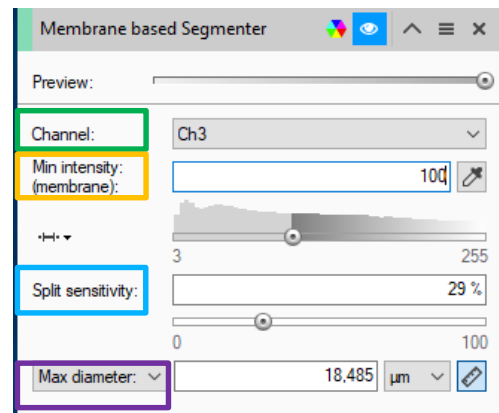 Membrane based Segmenter
Preview:
Channel: Ch3
Min intensity: (membrane): 100
3 255
Split sensitivity: 29 %
0 100
Max diameter: 18,485 µm